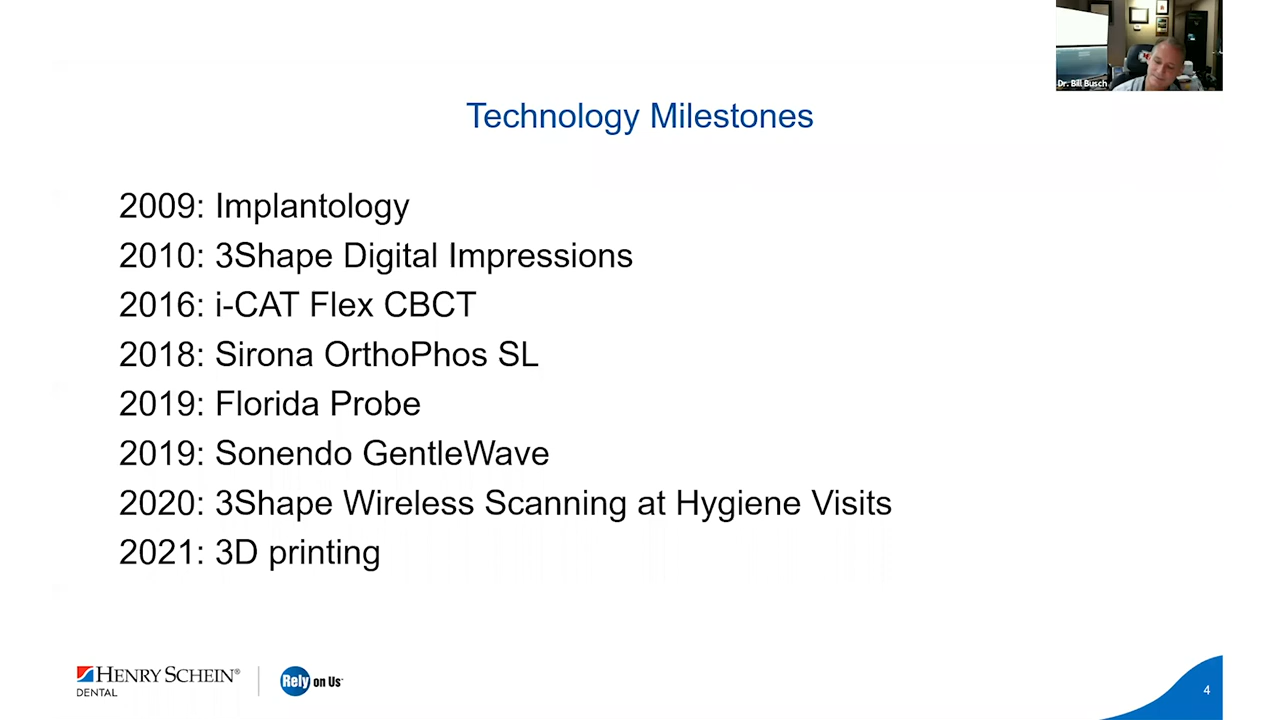 Dr. Bill Busch
Technology Milestones
2009: Implantology
2010: 3Shape Digital Impressions
2016: i-CAT Flex CBCT
2018: Sirona OrthoPhos SL
2019: Florida Probe
2019: Sonendo GentleWave
2020: 3Shape Wireless Scanning at Hygiene Visits
2021: 3D printing
HENRY SCHEIN®
DENTAL
Rely on Us™
4